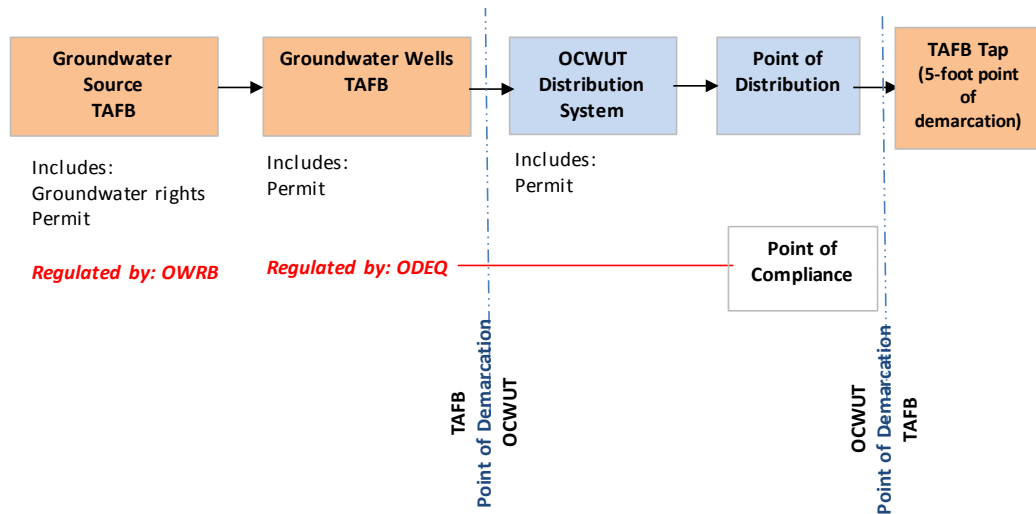 Groundwater
Source
TAFB
Groundwater Wells
TAFB
OCWUT
Distribution
System
Point of
Distribution
TAFB Tap
(5-foot point
of
demarcation)
Includes:
Groundwater rights
Permit
Includes:
Permit
Includes:
Permit
Regulated by: OWRB
Regulated by: ODEQ
Point of
Compliance
TAFB
Point of Demarcation
OCWUT
OCWUT
Point of Demarcation
TAFB